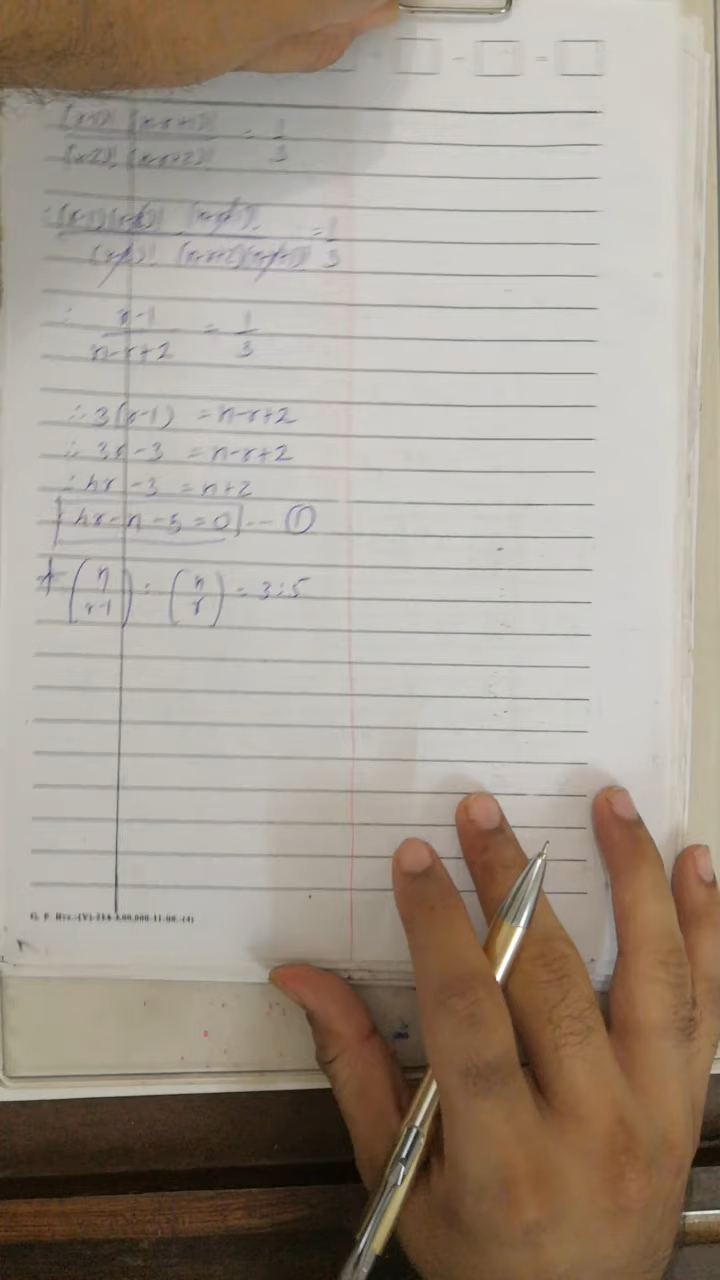 (r-1)! (n-r+1)! / (r-2)! (n-r+2)! = 1/3
∴ (r-1)(r-2)! (n-r+1)! / (r-2)! (n-r+2)(n-r+1)! = 1/3
∴ r-1 / n-r+2 = 1/3
∴ 3(r-1) = n-r+2
∴ 3r-3 = n-r+2
∴ 4r-3 = n+2
4r-n-5=0 -- ①
(n r-1) : (n r) = 3:5